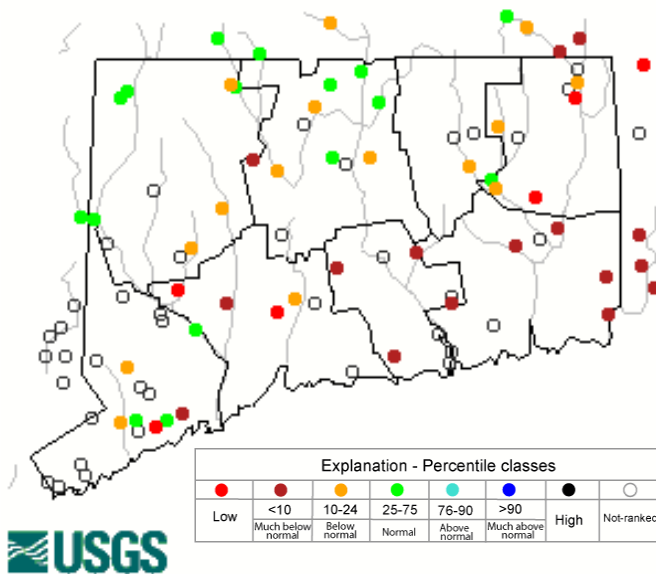 Explanation - Percentile classes
Low <10 10-24 25-75 76-90 >90 High Not-ranked
Much below normal Below normal Normal Above normal Much above normal
USGS